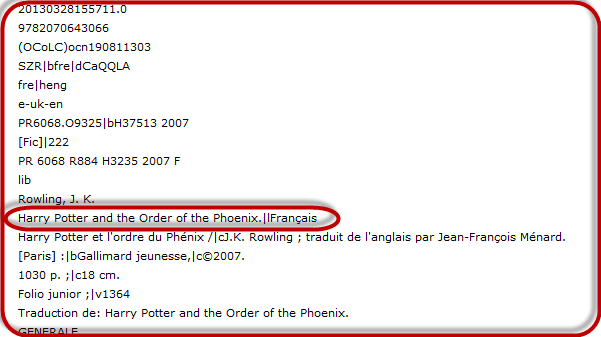 20130328155711.0
9782070643066
(OCoLC)ocn190811303
SZR|bfre|dCaQQLA
fre|heng
e-uk-en
PR6068.O9325|bH37513 2007
[Fic]|222
PR 6068 R884 H3235 2007 F
lib
Rowling, J. K.
Harry Potter and the Order of the Phoenix.|lFrançais
Harry Potter et l'ordre du Phénix /|cJ.K. Rowling ; traduit de l'anglais par Jean-François Ménard.
[Paris] :|bGallimard jeunesse,|c©2007.
1030 p. ;|c18 cm.
Folio junior ;|v1364
Traduction de: Harry Potter and the Order of the Phoenix.
GENERALE